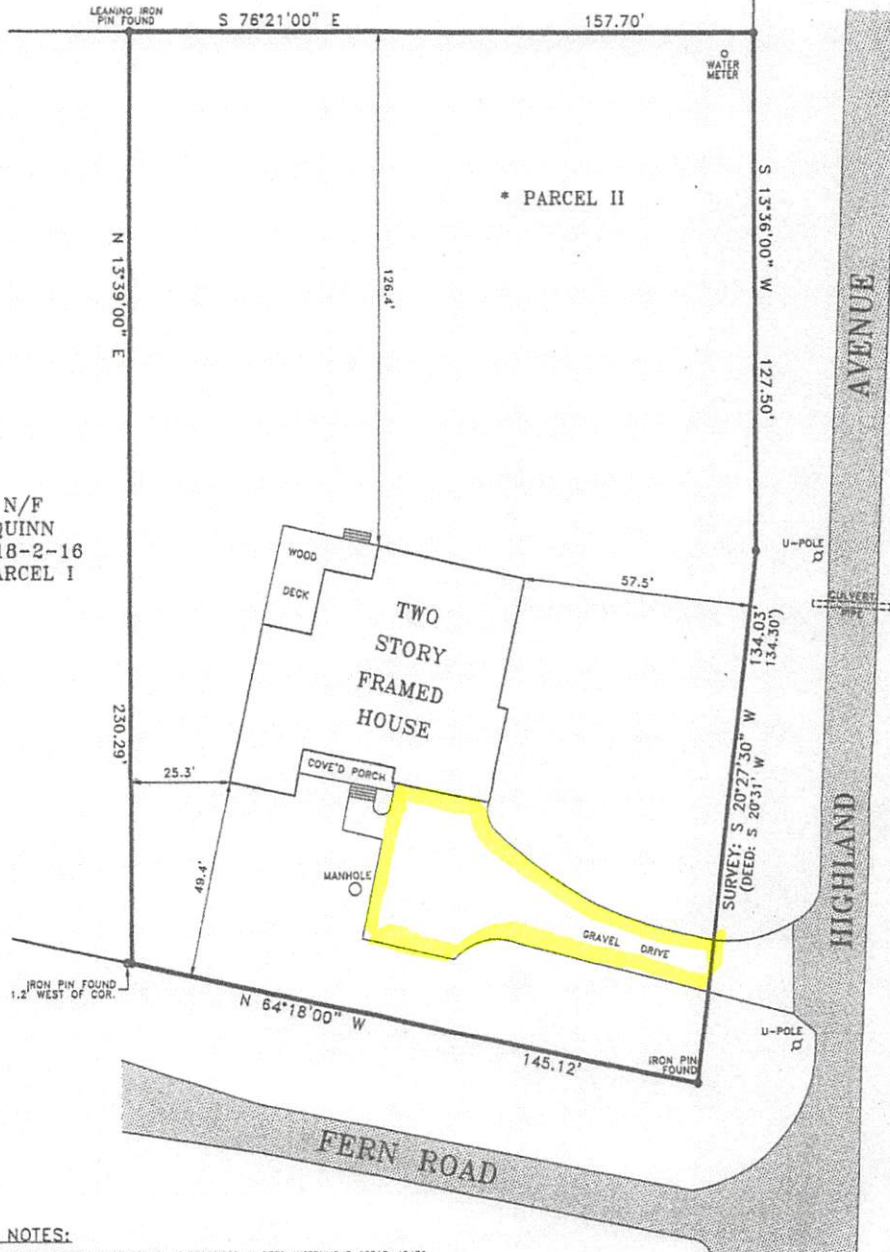 LEANING IRON
PIN FOUND
S 76°21'00" E
157.70'
WATER
METER
* PARCEL II
S 13°36'00" W
127.50'
N 13°39'00" E
230.29'
126.4'
AVENUE
HIGHLAND
N/F
QUINN
18-2-16
PARCEL I
WOOD
DECK
TWO
STORY
FRAMED
HOUSE
57.5'
U-POLE
CULVERT
PIPE
134.03'
134.30')
SURVEY: S 20°27'30" W
(DEED: S 20°31' W
25.3'
COVE'D PORCH
49.4'
MANHOLE
GRAVEL DRIVE
IRON PIN FOUND
1.2' WEST OF COR.
N 64°18'00" W
145.12'
IRON PIN
FOUND
U-POLE
FERN ROAD
NOTES: